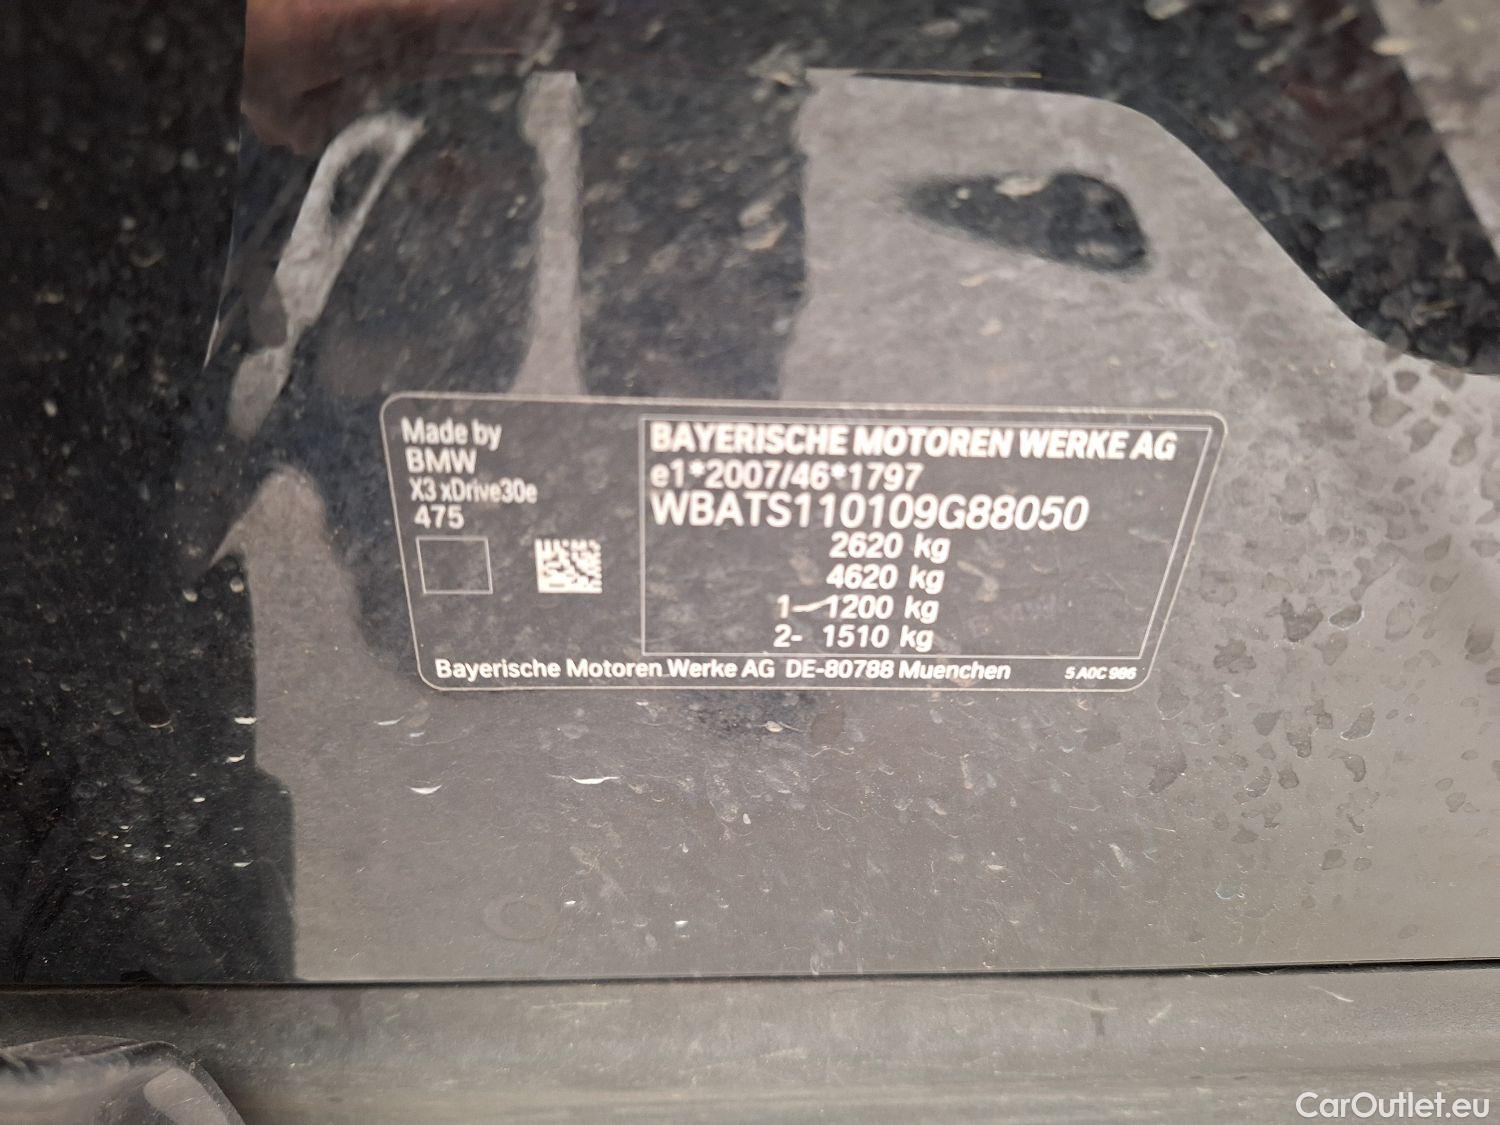 Made by
BMW
X3 xDrive30e
475
BAYERISCHE MOTOREN WERKE AG
e1*2007/46*1797
WBATS110109G88050
2620 kg
4620 kg
1- 1200 kg
2- 1510 kg
Bayerische Motoren Werke AG DE-80788 Muenchen
5 A0C 986
CarOutlet.eu